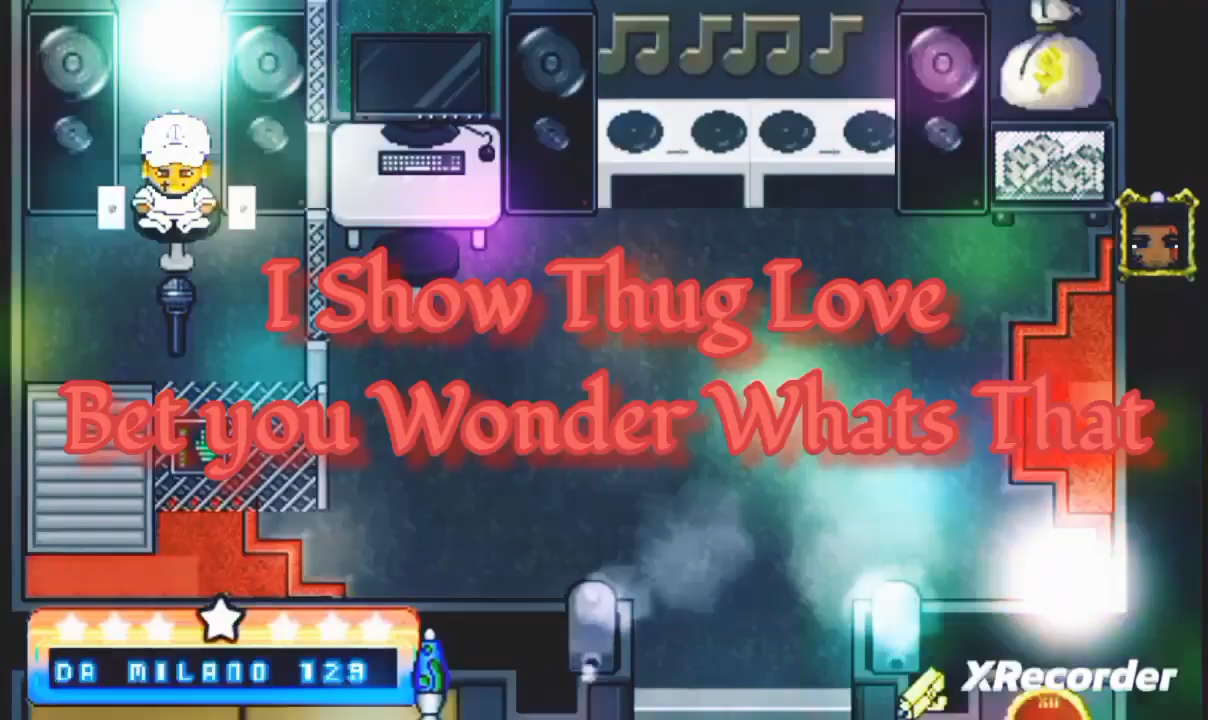 I Show Thug Love
Bet you Wonder Whats That
DA MILANO 129
XRecorder